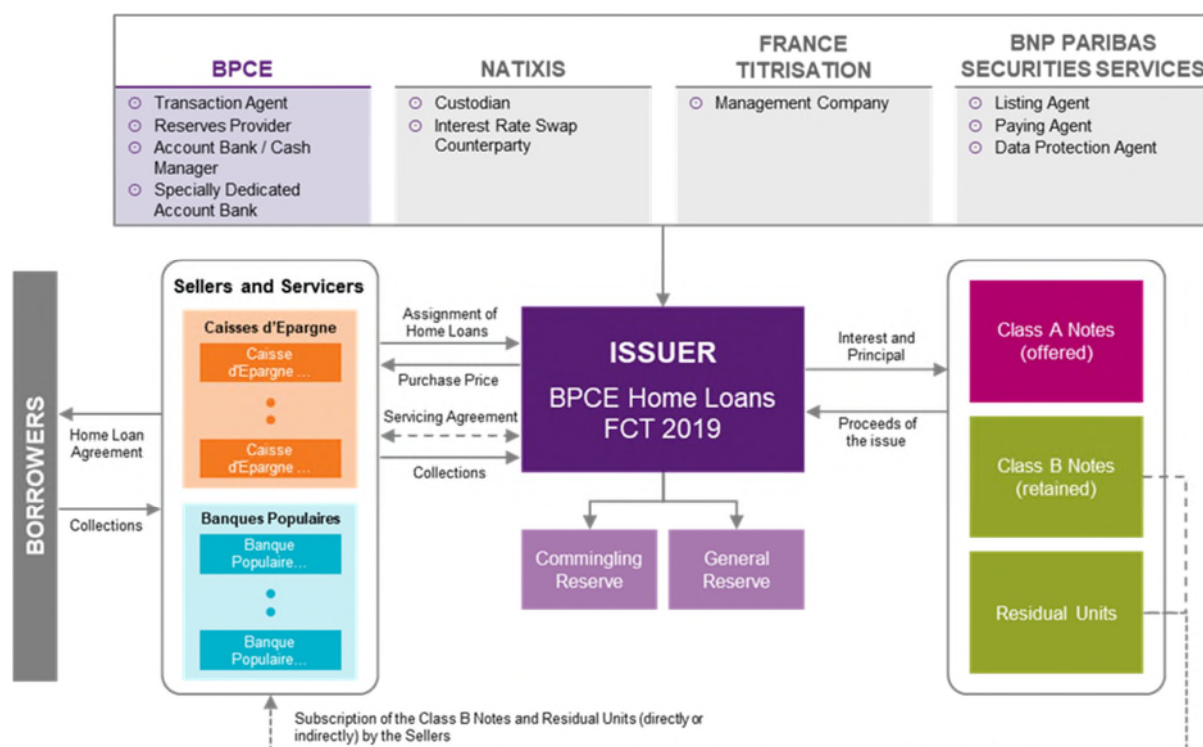 BPCE
Transaction Agent
Reserves Provider
Account Bank / Cash
Manager
Specially Dedicated
Account Bank
NATIXIS
Custodian
Interest Rate Swap
Counterparty
FRANCE
TITRISATION
Management Company
BNP PARIBAS
SECURITIES SERVICES
Listing Agent
Paying Agent
Data Protection Agent
BORROWERS
Home Loan
Agreement
Collections
Sellers and Servicers
Caisses d'Epargne
Caisse
d'Epargne ...
Caisse
d'Epargne ...
Banques Populaires
Banque
Populaire...
Banque
Populaire...
Assignment of
Home Loans
Purchase Price
Servicing Agreement
Collections
ISSUER
BPCE Home Loans
FCT 2019
Commingling
Reserve
General
Reserve
Interest and
Principal
Proceeds of
the issue
Class A Notes
(offered)
Class B Notes
(retained)
Residual Units
Subscription of the Class B Notes and Residual Units (directly or
indirectly) by the Sellers